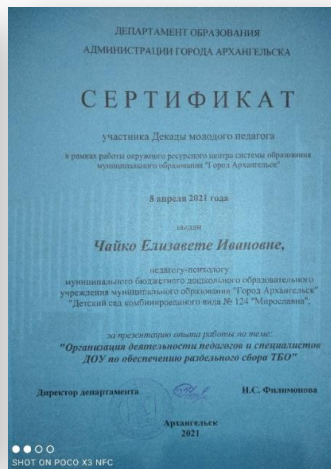 ДЕПАРТАМЕНТ ОБРАЗОВАНИЯ
АДМИНИСТРАЦИИ ГОРОДА АРХАНГЕЛЬСКА
СЕРТИФИКАТ
участника Декады молодого педагога
в рамках работы окружного ресурсного центра системы образования
муниципального образования "Город Архангельск"
8 апреля 2021 года
выдан
Чайко Елизавете Ивановне,
педагогу-психологу
муниципального бюджетного дошкольного образовательного
учреждения муниципального образования "Город Архангельск"
"Детский сад комбинированного вида № 124 "Мирославна",
за презентацию опыта работы по теме:
"Организация деятельности педагогов и специалистов
ДОУ по обеспечению раздельного сбора ТБО"
Директор департамента Н.С. Филимонова
Архангельск
2021
SHOT ON POCO X3 NFC